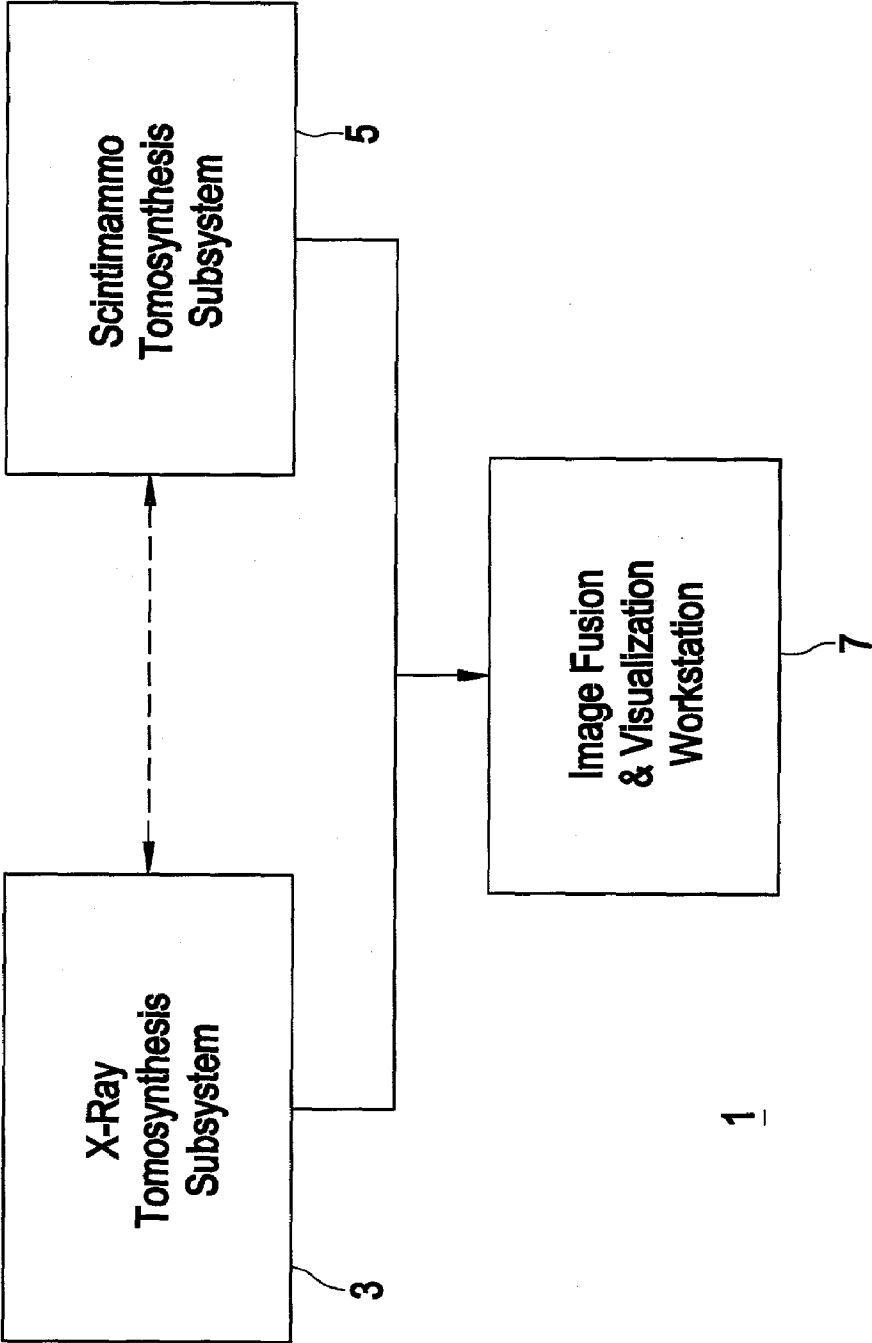 X-Ray
Tomosynthesis
Subsystem
3
Scintimammo
Tomosynthesis
Subsystem
5
Image Fusion
& Visualization
Workstation
7
1